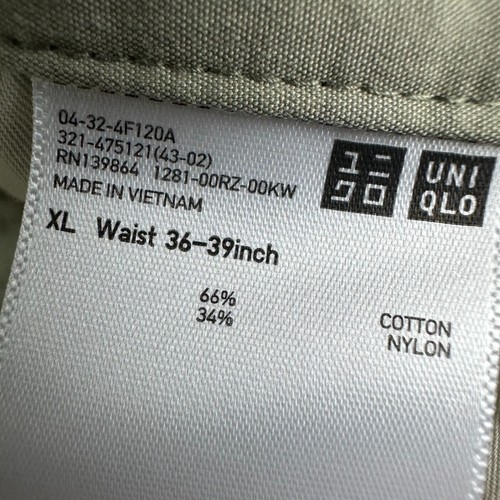 04-32-4F120A
321-475121(43-02)
RN139864 1281-00RZ-00KW
MADE IN VIETNAM
ユニ
クロ
UNI
QLO
XL Waist 36-39inch
66% COTTON
34% NYLON